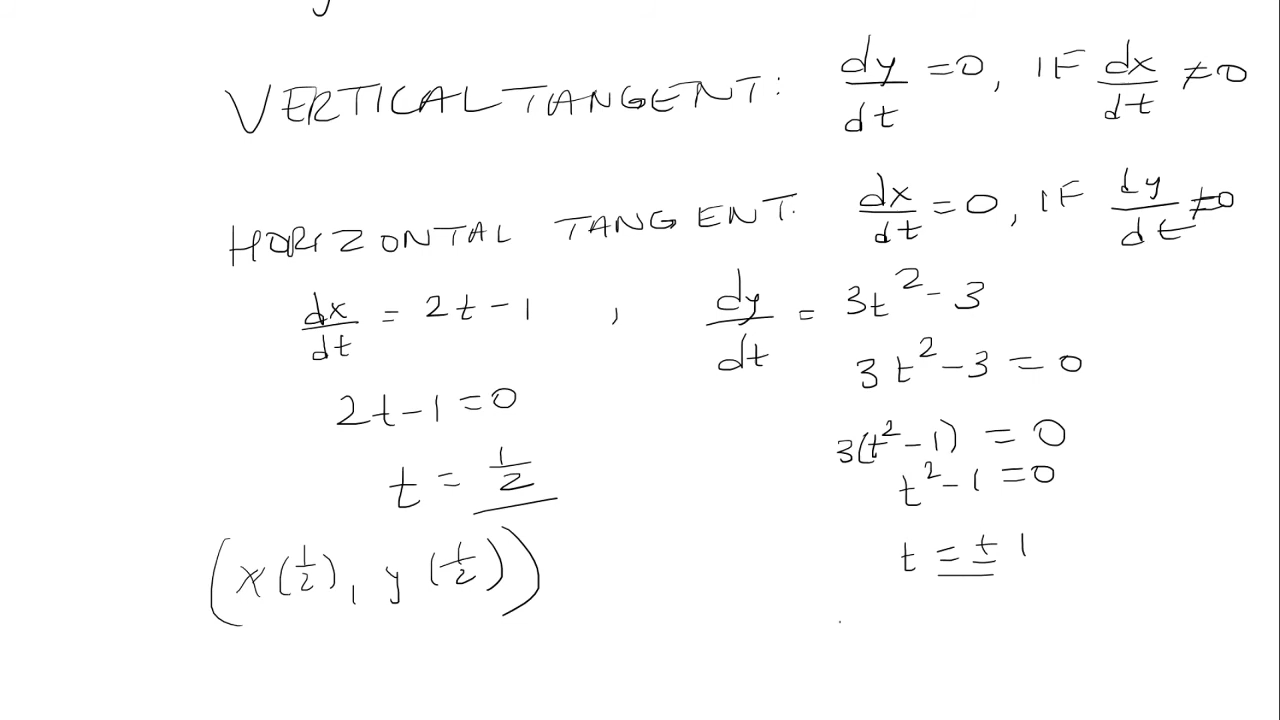 VERTICAL TANGENT: dy/dt = 0, IF dx/dt ≠ 0
HORIZONTAL TANGENT: dx/dt = 0, IF dy/dt ≠ 0
dx/dt = 2t - 1 , dy/dt = 3t² - 3
3t² - 3 = 0
2t - 1 = 0
3(t² - 1) = 0
t = 1/2
t² - 1 = 0
t = ± 1
(x(1/2), y(1/2))